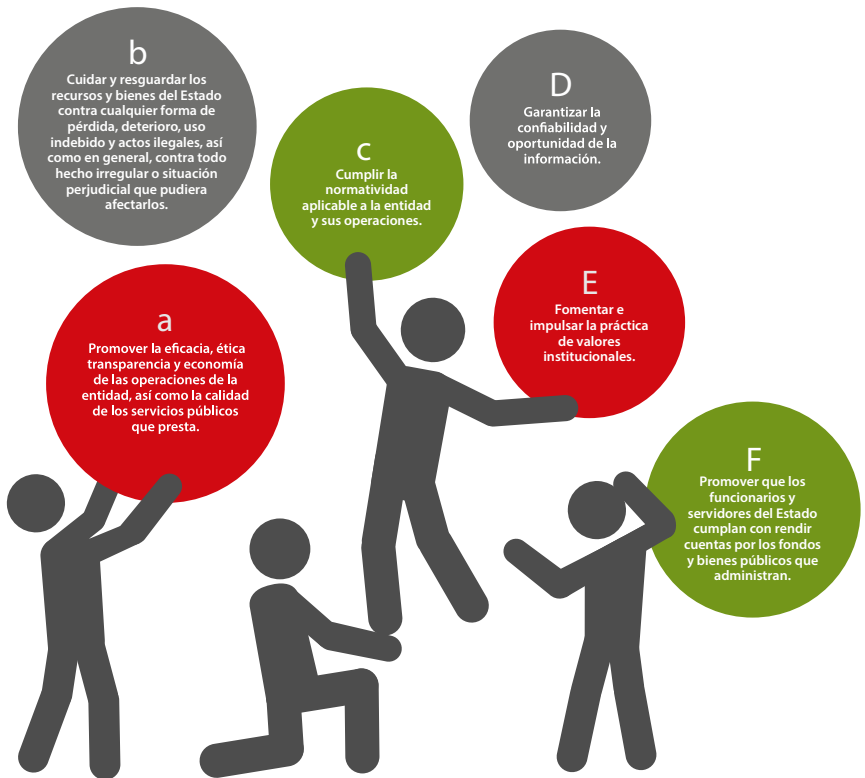 b
Cuidar y resguardar los
recursos y bienes del Estado
contra cualquier forma de
pérdida, deterioro, uso
indebido y actos ilegales, así
como en general, contra todo
hecho irregular o situación
perjudicial que pudiera
afectarlos.
D
Garantizar la
confiabilidad y
oportunidad de la
información.
C
Cumplir la
normatividad
aplicable a la entidad
y sus operaciones.
E
Fomentar e
impulsar la práctica
de valores
institucionales.
a
Promover la eficacia, ética
transparencia y economía
de las operaciones de la
entidad, así como la calidad
de los servicios públicos
que presta.
F
Promover que los
funcionarios y
servidores del Estado
cumplan con rendir
cuentas por los fondos
y bienes públicos que
administran.